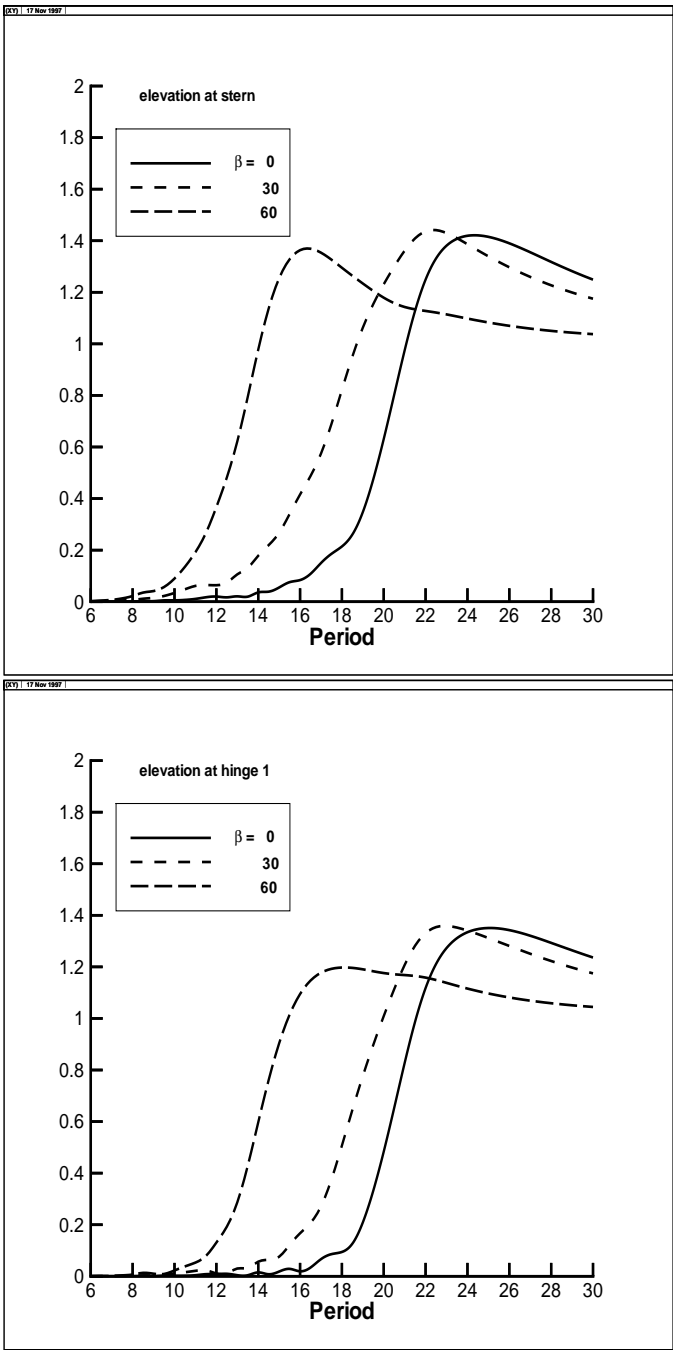 (XY) 17 Nov 1997
elevation at stern
β = 0
30
60
2
1.8
1.6
1.4
1.2
1
0.8
0.6
0.4
0.2
0
6 8 10 12 14 16 18 20 22 24 26 28 30
Period
(XY) 17 Nov 1997
elevation at hinge 1
β = 0
30
60
2
1.8
1.6
1.4
1.2
1
0.8
0.6
0.4
0.2
0
6 8 10 12 14 16 18 20 22 24 26 28 30
Period